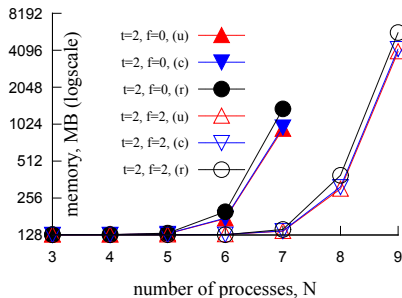 8192
4096
2048
1024
512
256
128
memory, MB (logscale)
t=2, f=0, (u)
t=2, f=0, (c)
t=2, f=0, (r)
t=2, f=2, (u)
t=2, f=2, (c)
t=2, f=2, (r)
3 4 5 6 7 8 9
number of processes, N